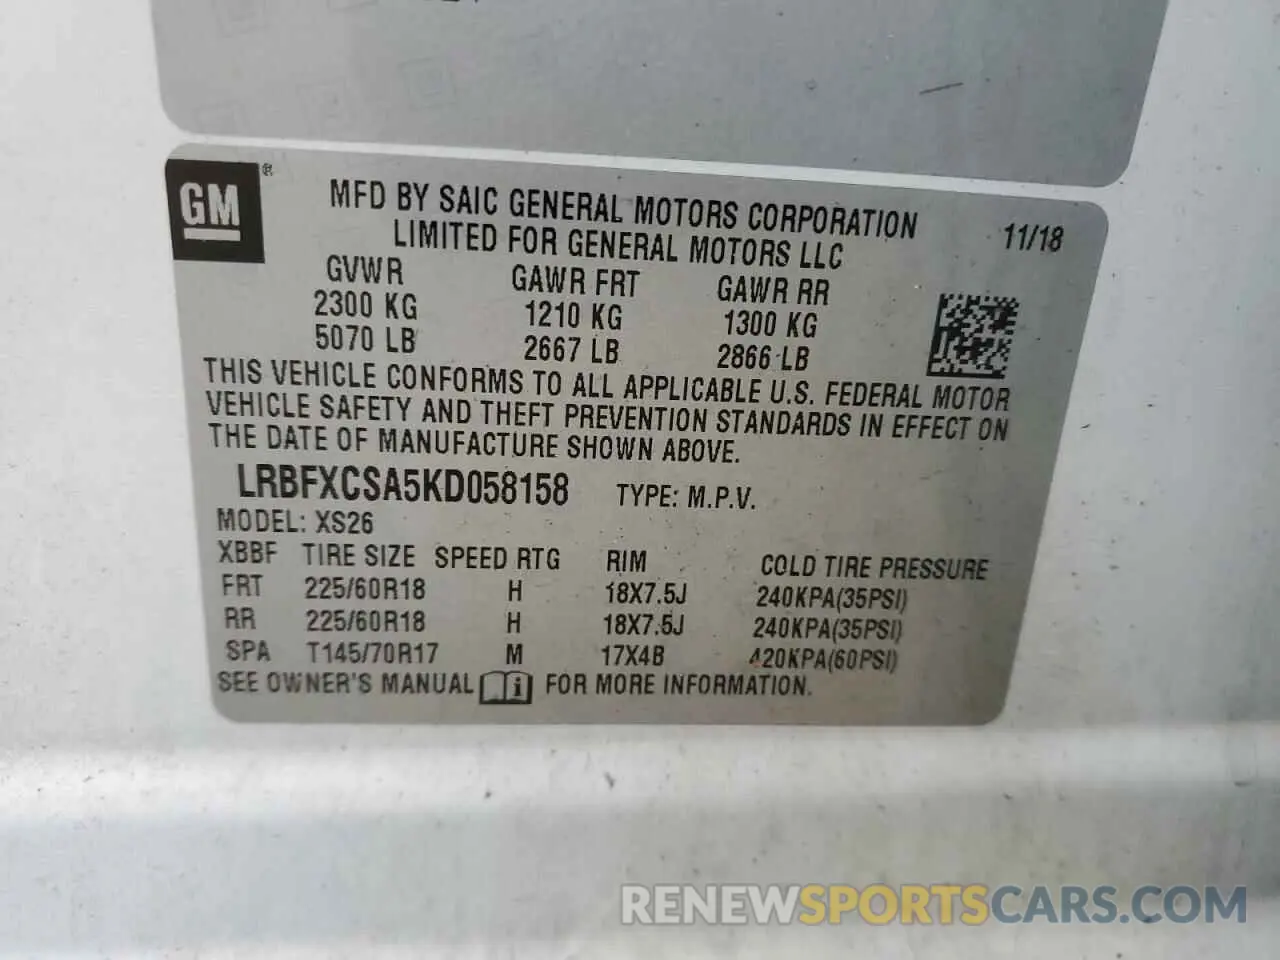 GM®
MFD BY SAIC GENERAL MOTORS CORPORATION 11/18
LIMITED FOR GENERAL MOTORS LLC
GVWR GAWR FRT GAWR RR
2300 KG 1210 KG 1300 KG
5070 LB 2667 LB 2866 LB
THIS VEHICLE CONFORMS TO ALL APPLICABLE U.S. FEDERAL MOTOR
VEHICLE SAFETY AND THEFT PREVENTION STANDARDS IN EFFECT ON
THE DATE OF MANUFACTURE SHOWN ABOVE.
LRBFXCSA5KD058158 TYPE: M.P.V.
MODEL: XS26
XBBF TIRE SIZE SPEED RTG RIM COLD TIRE PRESSURE
FRT 225/60R18 H 18X7.5J 240KPA(35PSI)
RR 225/60R18 H 18X7.5J 240KPA(35PSI)
SPA T145/70R17 M 17X4B 420KPA(60PSI)
SEE OWNER'S MANUAL i FOR MORE INFORMATION.
RENEWSPORTSCARS.COM